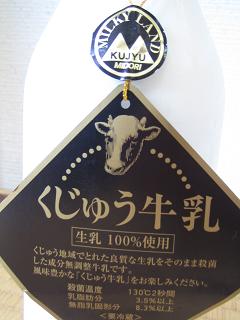 MILKY LAND
KUJYU
MIDORI
くじゅう牛乳
生乳 100%使用
くじゅう地域でとれた良質な生乳をそのまま殺菌
した成分無調整牛乳です。
風味豊かな「くじゅう牛乳」をお楽しみください。
殺菌温度 130℃2秒間
乳脂肪分 3.5%以上
無脂乳固形分 8.3%以上
<要冷蔵>